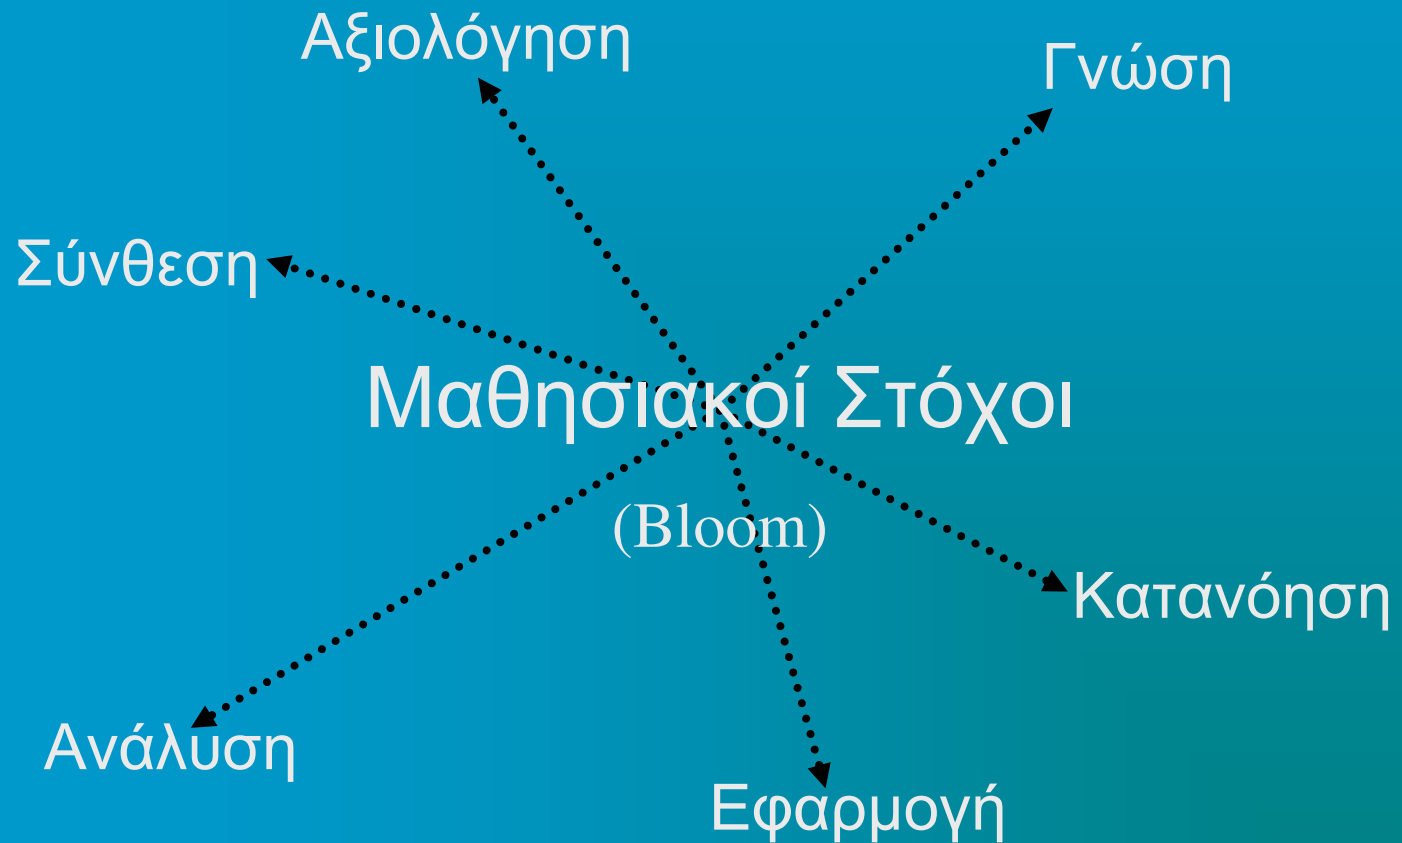 Αξιολόγηση
Γνώση
Σύνθεση
Μαθησιακοί Στόχοι
(Bloom)
Κατανόηση
Ανάλυση
Εφαρμογή